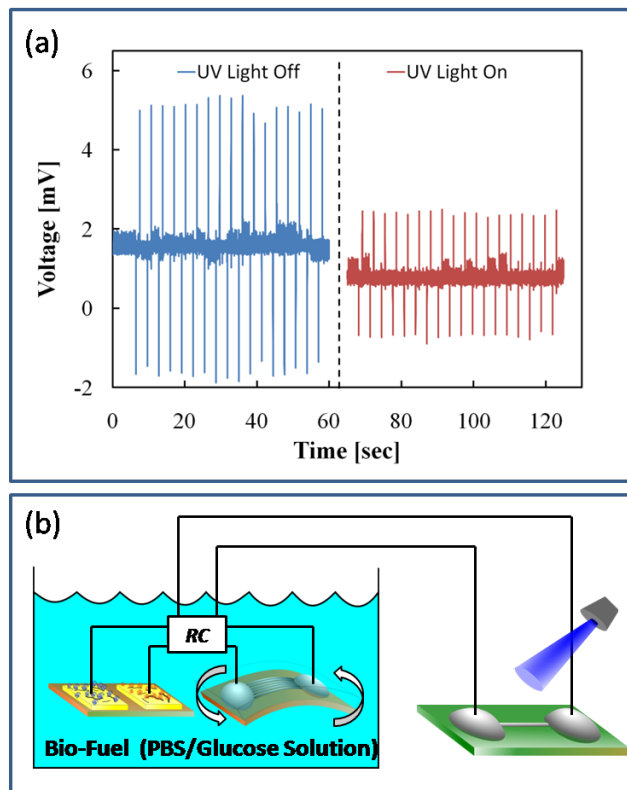 (a)
UV Light Off
UV Light On
6
4
2
0
-2
Voltage [mV]
0
20
40
60
80
100
120
Time [sec]
(b)
RC
Bio-Fuel (PBS/Glucose Solution)